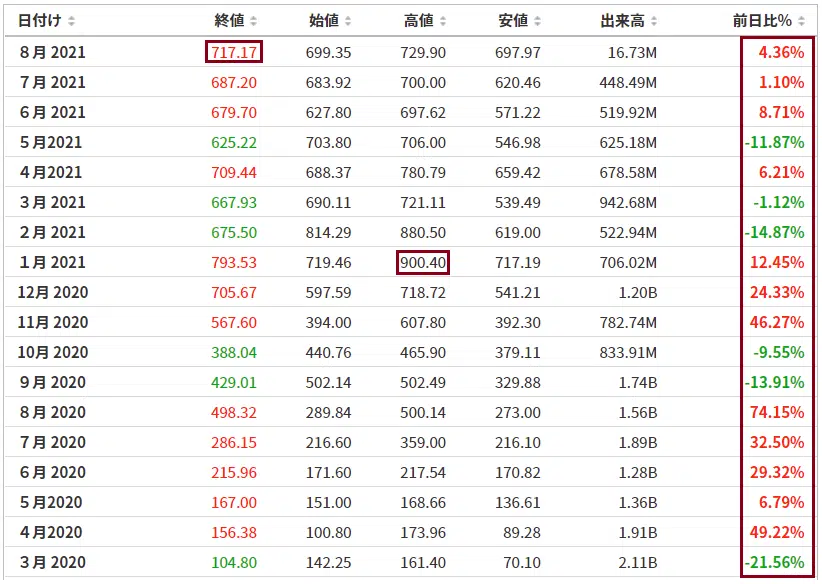 日付け 終値 始値 高値 安値 出来高 前日比%
8月 2021 717.17 699.35 729.90 697.97 16.73M 4.36%
7月 2021 687.20 683.92 700.00 620.46 448.49M 1.10%
6月 2021 679.70 627.80 697.62 571.22 519.92M 8.71%
5月2021 625.22 703.80 706.00 546.98 625.18M -11.87%
4月2021 709.44 688.37 780.79 659.42 678.58M 6.21%
3月 2021 667.93 690.11 721.11 539.49 942.68M -1.12%
2月 2021 675.50 814.29 880.50 619.00 522.94M -14.87%
1月 2021 793.53 719.46 900.40 717.19 706.02M 12.45%
12月 2020 705.67 597.59 718.72 541.21 1.20B 24.33%
11月 2020 567.60 394.00 607.80 392.30 782.74M 46.27%
10月 2020 388.04 440.76 465.90 379.11 833.91M -9.55%
9月 2020 429.01 502.14 502.49 329.88 1.74B -13.91%
8月 2020 498.32 289.84 500.14 273.00 1.56B 74.15%
7月 2020 286.15 216.60 359.00 216.10 1.89B 32.50%
6月 2020 215.96 171.60 217.54 170.82 1.28B 29.32%
5月2020 167.00 151.00 168.66 136.61 1.36B 6.79%
4月2020 156.38 100.80 173.96 89.28 1.91B 49.22%
3月 2020 104.80 142.25 161.40 70.10 2.11B -21.56%